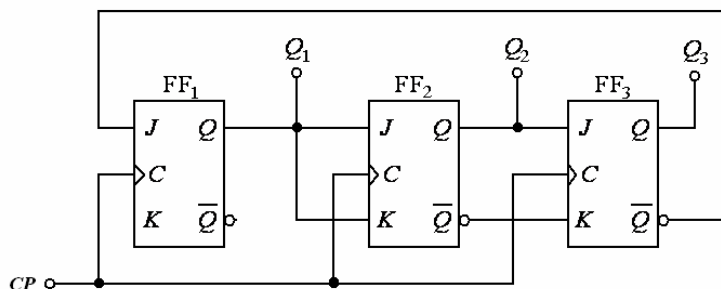 Q₁ Q₂ Q₃
FF₁ FF₂ FF₃
J Q J Q J Q
C C C
K Q̅ K Q̅ K Q̅
CP